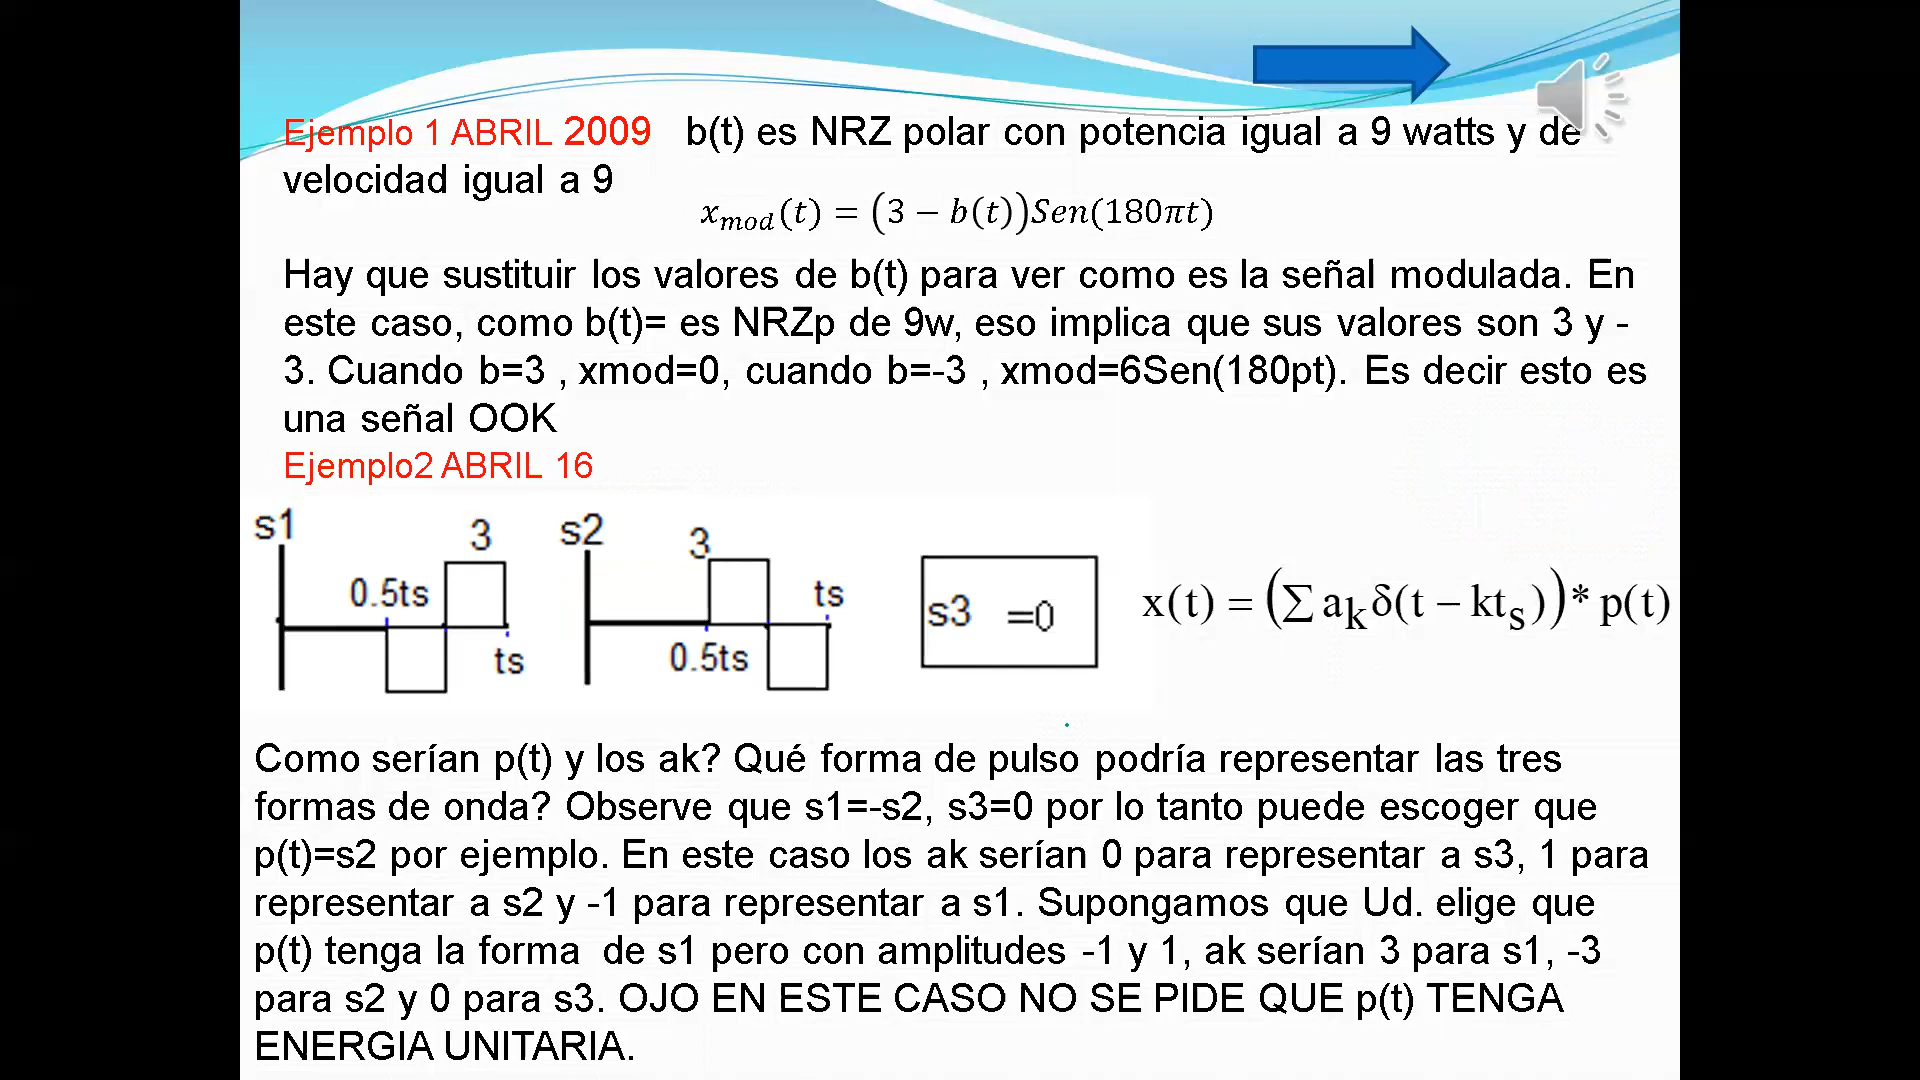 Ejemplo 1 ABRIL 2009 b(t) es NRZ polar con potencia igual a 9 watts y de
velocidad igual a 9
x_mod(t) = (3 − b(t))Sen(180πt)
Hay que sustituir los valores de b(t) para ver como es la señal modulada. En
este caso, como b(t)= es NRZp de 9w, eso implica que sus valores son 3 y -
3. Cuando b=3 , xmod=0, cuando b=-3 , xmod=6Sen(180pt). Es decir esto es
una señal OOK
Ejemplo2 ABRIL 16
s1 0.5ts 3 ts
s2 3 0.5ts ts
s3 =0
x(t) = (∑ a_k δ(t − kt_s)) * p(t)
Como serían p(t) y los ak? Qué forma de pulso podría representar las tres
formas de onda? Observe que s1=-s2, s3=0 por lo tanto puede escoger que
p(t)=s2 por ejemplo. En este caso los ak serían 0 para representar a s3, 1 para
representar a s2 y -1 para representar a s1. Supongamos que Ud. elige que
p(t) tenga la forma de s1 pero con amplitudes -1 y 1, ak serían 3 para s1, -3
para s2 y 0 para s3. OJO EN ESTE CASO NO SE PIDE QUE p(t) TENGA
ENERGIA UNITARIA.